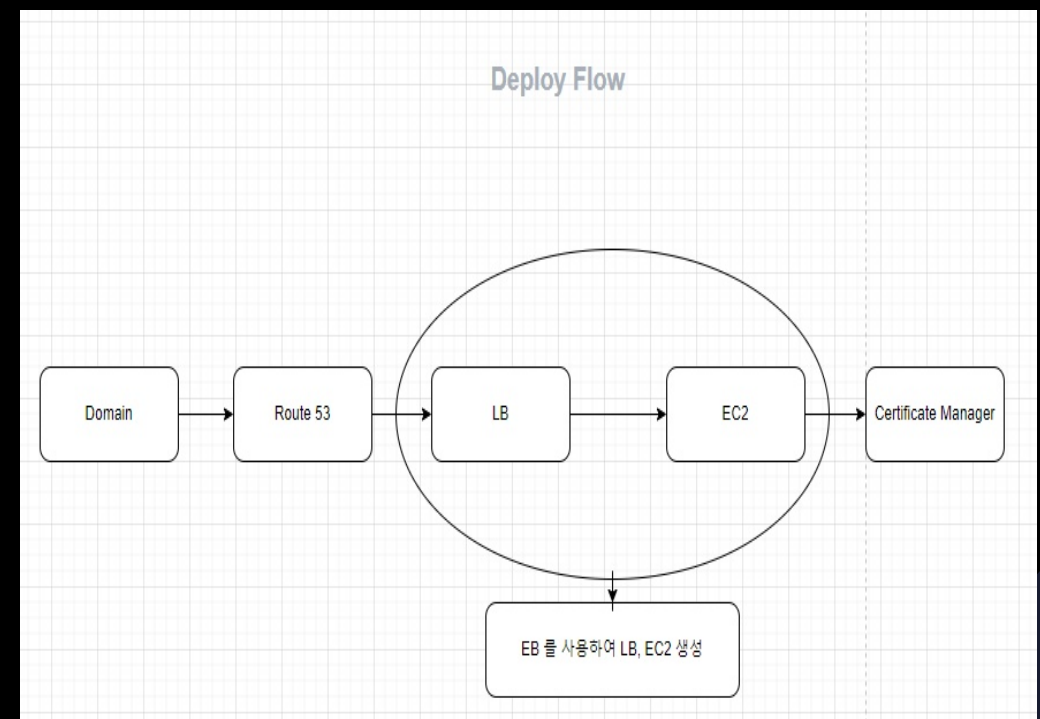 Deploy Flow
Domain
Route 53
LB
EC2
Certificate Manager
EB 를 사용하여 LB, EC2 생성